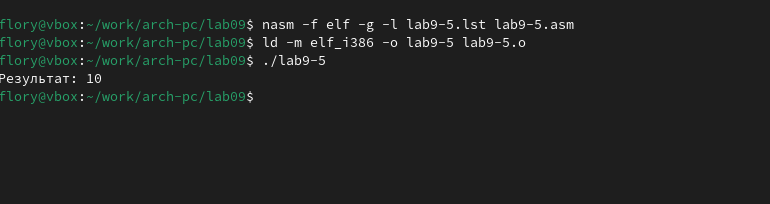 flory@vbox:~/work/arch-pc/lab09$ nasm -f elf -g -l lab9-5.lst lab9-5.asm
flory@vbox:~/work/arch-pc/lab09$ ld -m elf_i386 -o lab9-5 lab9-5.o
flory@vbox:~/work/arch-pc/lab09$ ./lab9-5
Результат: 10
flory@vbox:~/work/arch-pc/lab09$